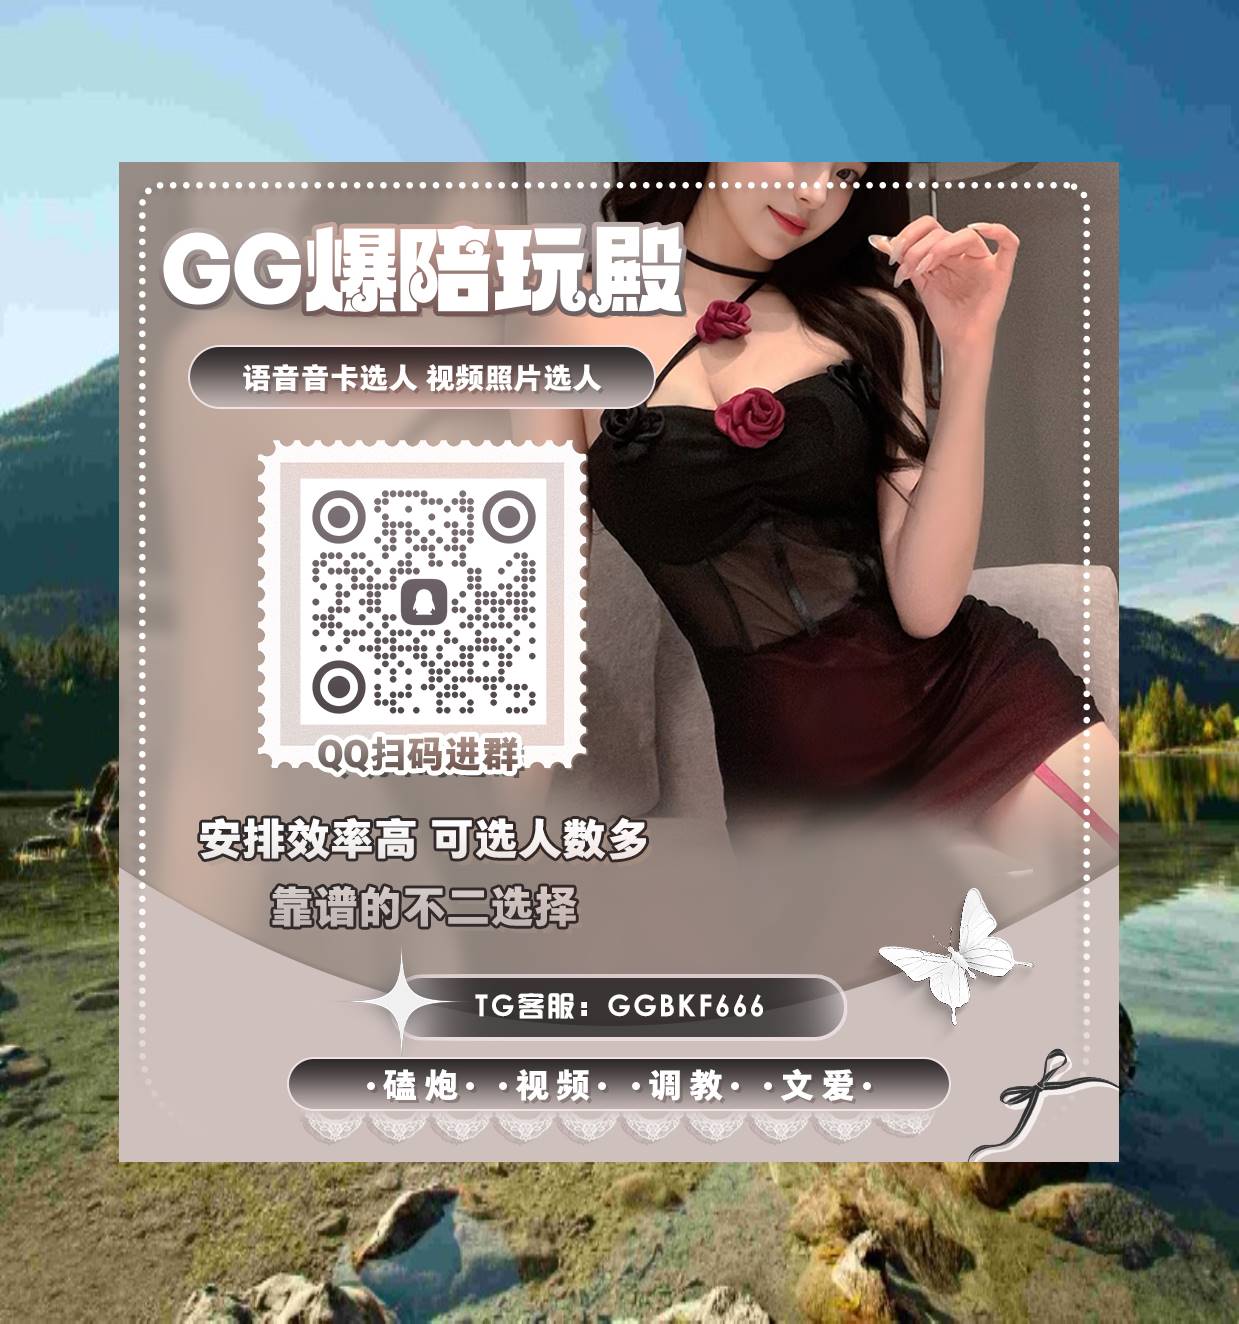 GG爆陪玩殿
语音音卡选人 视频照片选人
QQ扫码进群
安排效率高 可选人数多
靠谱的不二选择
TG客服：GGBKF666
·磕炮· ·视频· ·调教· ·文爱·